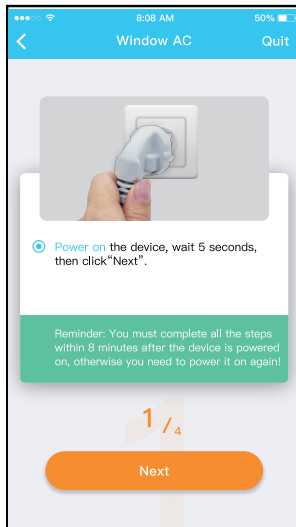 8:08 AM
50%
Window AC
Quit
Power on the device, wait 5 seconds,
then click“Next”.
Reminder: You must complete all the steps
within 8 minutes after the device is powered
on, otherwise you need to power it on again!
1 / 4
Next